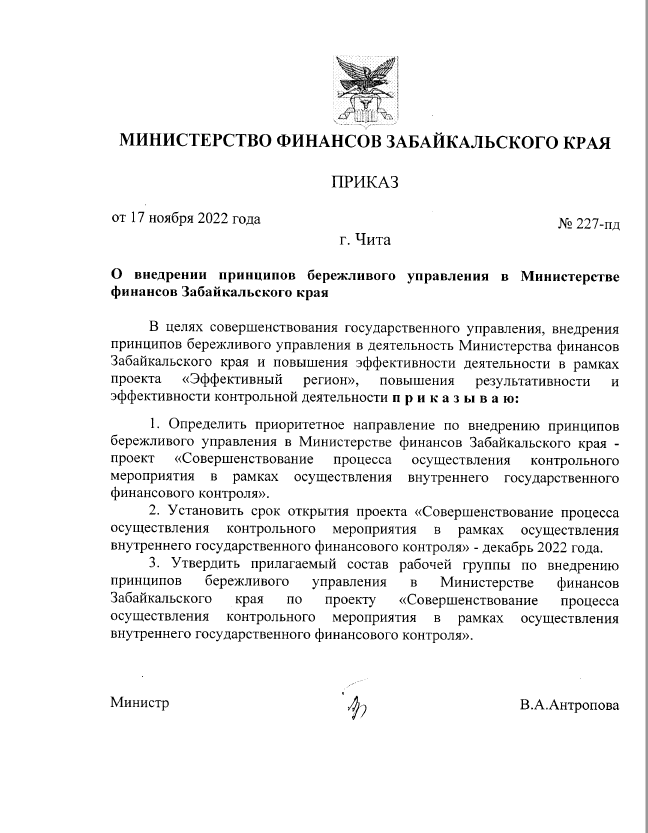 МИНИСТЕРСТВО ФИНАНСОВ ЗАБАЙКАЛЬСКОГО КРАЯ
ПРИКАЗ
от 17 ноября 2022 года
№ 227-пд
г. Чита
О внедрении принципов бережливого управления в Министерстве
финансов Забайкальского края
В целях совершенствования государственного управления, внедрения
принципов бережливого управления в деятельность Министерства финансов
Забайкальского края и повышения эффективности деятельности в рамках
проекта «Эффективный регион», повышения результативности и
эффективности контрольной деятельности п р и к а з ы в а ю:
1. Определить приоритетное направление по внедрению принципов
бережливого управления в Министерстве финансов Забайкальского края -
проект «Совершенствование процесса осуществления контрольного
мероприятия в рамках осуществления внутреннего государственного
финансового контроля».
2. Установить срок открытия проекта «Совершенствование процесса
осуществления контрольного мероприятия в рамках осуществления
внутреннего государственного финансового контроля» - декабрь 2022 года.
3. Утвердить прилагаемый состав рабочей группы по внедрению
принципов бережливого управления в Министерстве финансов
Забайкальского края по проекту «Совершенствование процесса
осуществления контрольного мероприятия в рамках осуществления
внутреннего государственного финансового контроля».
Министр
В.А.Антропова